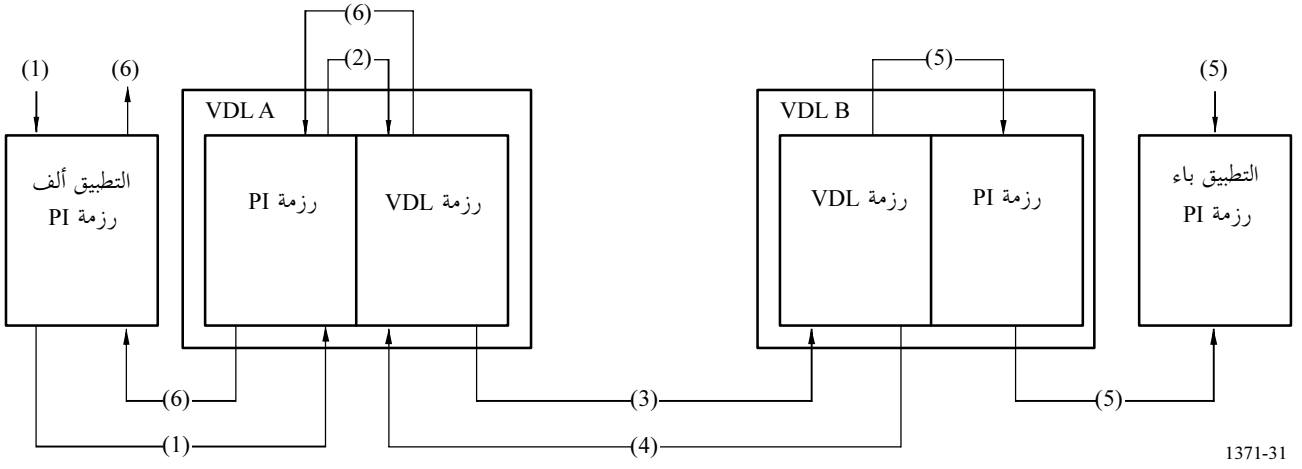 (6)
(1)
(6)
(2)
(5)
(5)
VDL A
VDL B
التطبيق ألف
رزمة PI
رزمة PI
رزمة VDL
رزمة VDL
رزمة PI
التطبيق باء
رزمة PI
(6)
(3)
(5)
(1)
(4)
1371-31